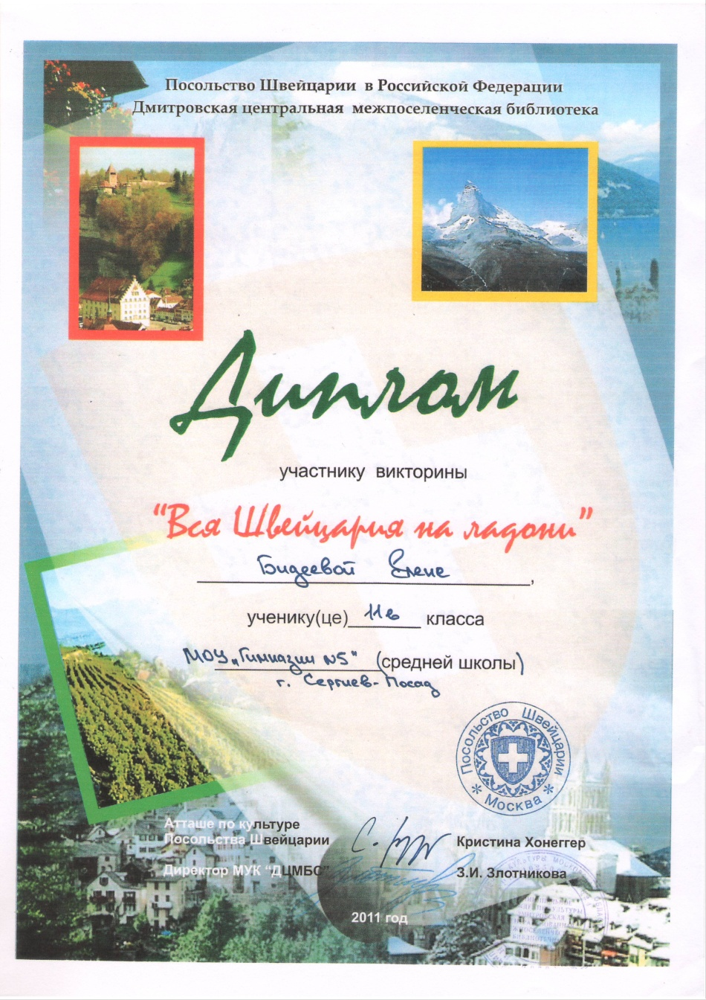 Посольство Швейцарии в Российской Федерации
Дмитровская центральная межпоселенческая библиотека
Диплом
участнику викторины
“Вся Швейцария на ладони”
Бидеевой Елене,
ученику(це) 11в класса
МОУ „Гимназии №5“ (средней школы)
г. Сергиев-Посад
Посольство Швейцарии
* Москва *
Атташе по культуре
Посольства Швейцарии
Кристина Хонеггер
Директор МУК “ДЦМБС”
З.И. Злотникова
2011 год